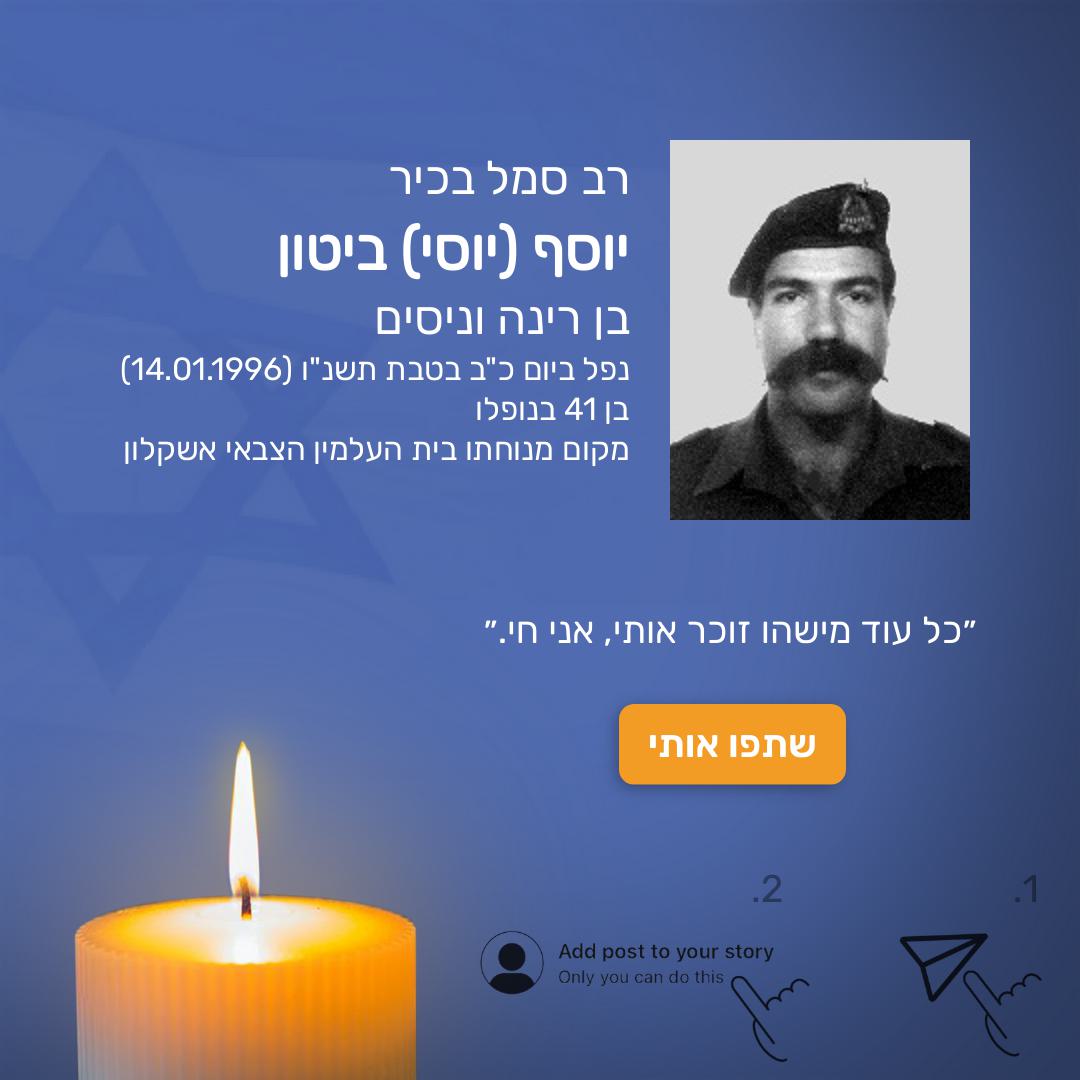 רב סמל בכיר
יוסף (יוסי) ביטון
בן רינה וניסים
נפל ביום כ"ב בטבת תשנ"ו (14.01.1996)
בן 41 בנופלו
מקום מנוחתו בית העלמין הצבאי אשקלון
״כל עוד מישהו זוכר אותי, אני חי.״
שתפו אותי
.1
.2
Add post to your story
Only you can do this